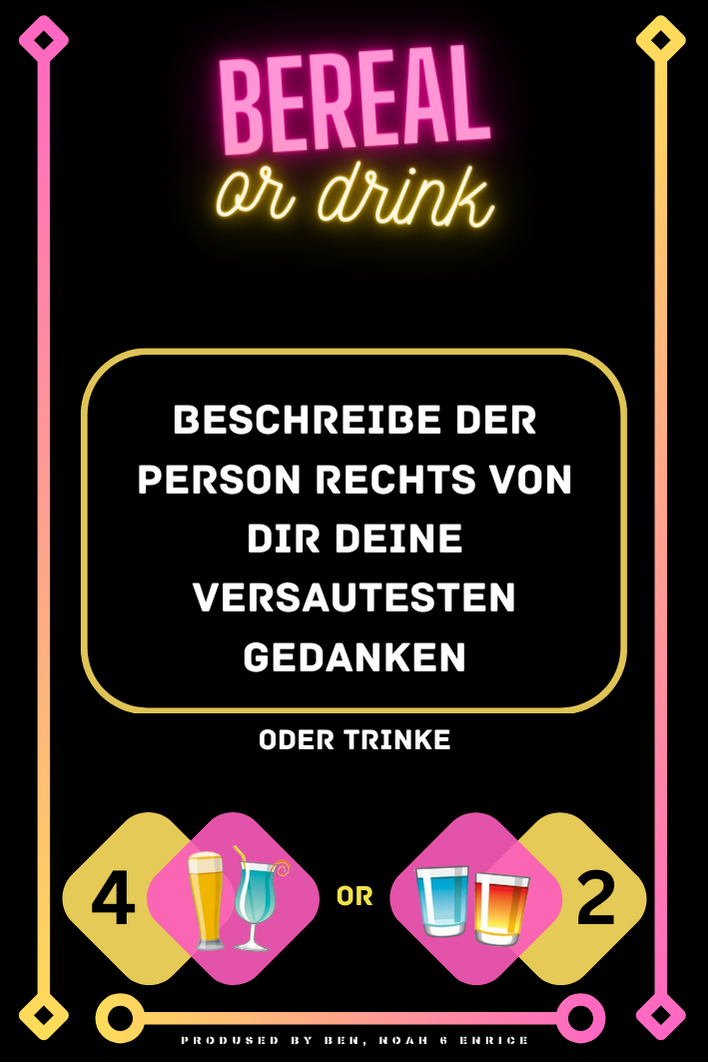 BEREAL
or drink
BESCHREIBE DER
PERSON RECHTS VON
DIR DEINE
VERSAUTESTEN
GEDANKEN
ODER TRINKE
4 OR 2
PRODUSED BY BEN, NOAH & ENRICE